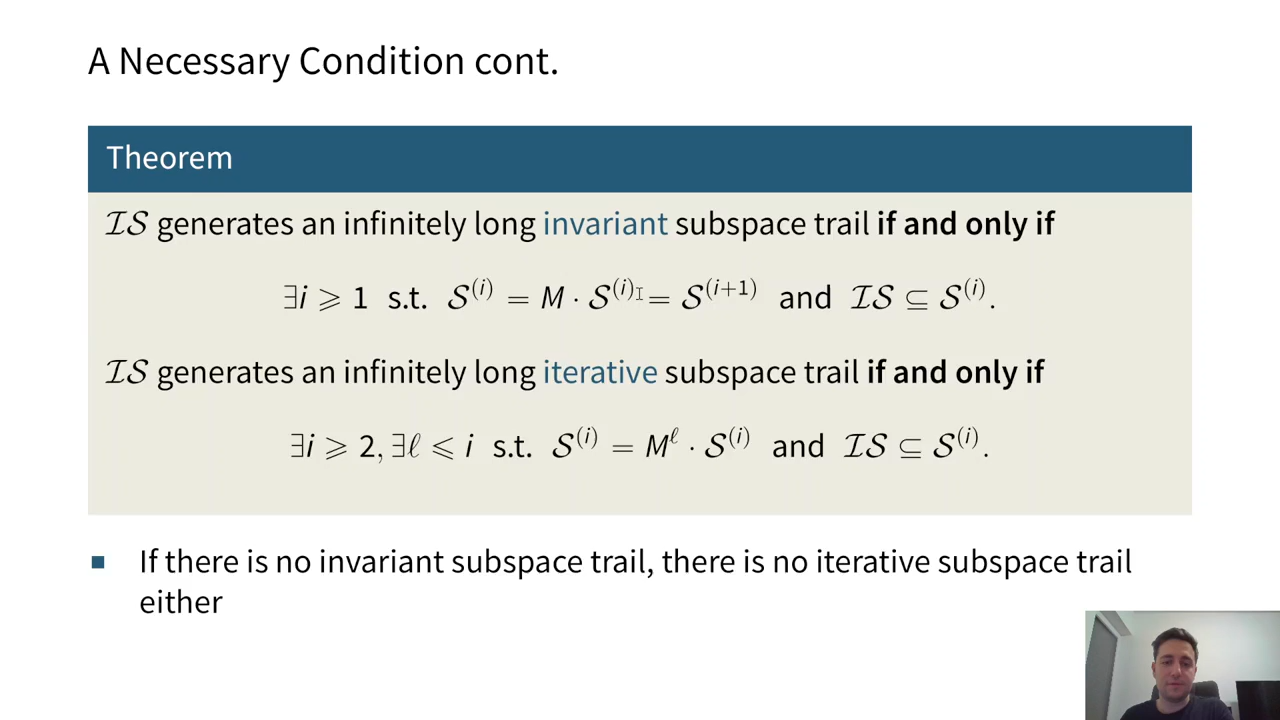 A Necessary Condition cont.
Theorem
𝓘𝓢 generates an infinitely long invariant subspace trail if and only if
∃i ⩾ 1 s.t. 𝓢⁽ⁱ⁾ = M · 𝓢⁽ⁱ⁾ = 𝓢⁽ⁱ⁺¹⁾ and 𝓘𝓢 ⊆ 𝓢⁽ⁱ⁾.
𝓘𝓢 generates an infinitely long iterative subspace trail if and only if
∃i ⩾ 2, ∃ℓ ⩽ i s.t. 𝓢⁽ⁱ⁾ = M^ℓ · 𝓢⁽ⁱ⁾ and 𝓘𝓢 ⊆ 𝓢⁽ⁱ⁾.
■ If there is no invariant subspace trail, there is no iterative subspace trail
either